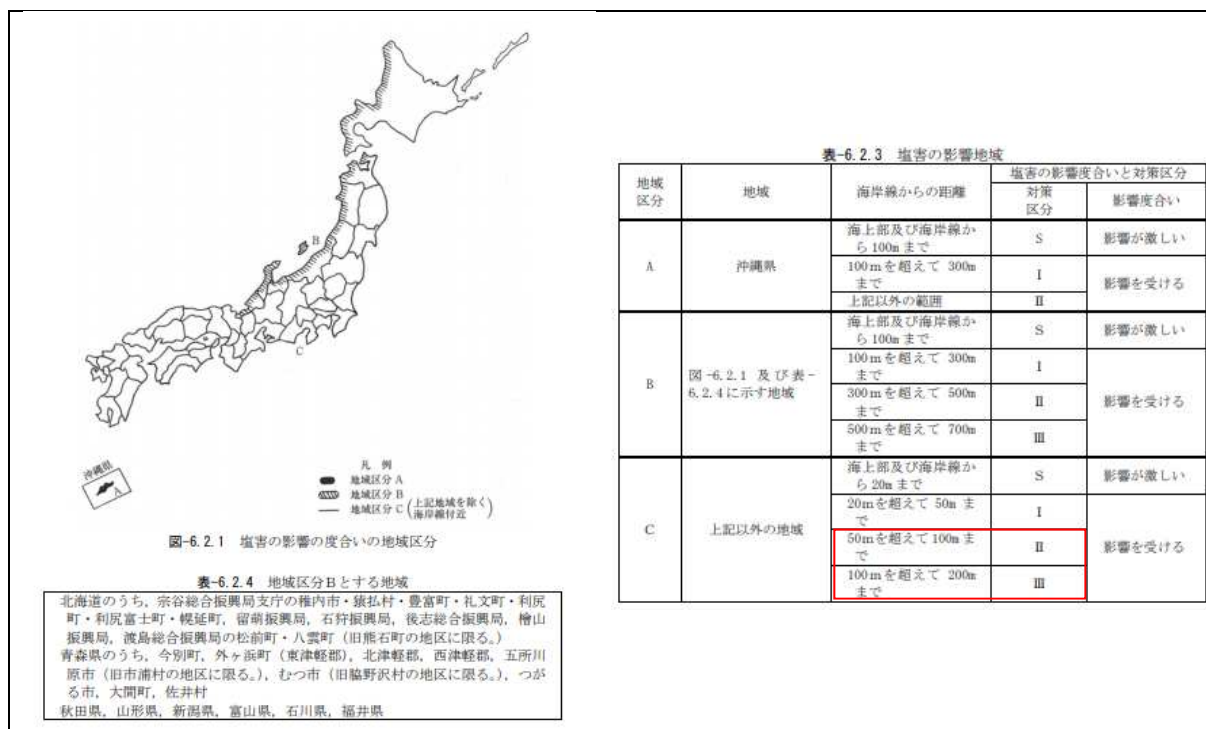 B
C
沖縄県
A
凡　例
地域区分 A
地域区分 B
地域区分 C (上記地域を除く
海岸線付近)
図-6.2.1　塩害の影響の度合いの地域区分
表-6.2.4　地域区分Ｂとする地域
北海道のうち，宗谷総合振興局支庁の稚内市・猿払村・豊富町・礼文町・利尻
町・利尻富士町・幌延町，留萌振興局，石狩振興局，後志総合振興局，檜山
振興局，渡島総合振興局の松前町・八雲町（旧熊石町の地区に限る。）
青森県のうち，今別町，外ヶ浜町（東津軽郡），北津軽郡，西津軽郡，五所川
原市（旧市浦村の地区に限る。），むつ市（旧脇野沢村の地区に限る。），つが
る市，大間町，佐井村
秋田県，山形県，新潟県，富山県，石川県，福井県
表-6.2.3　塩害の影響地域
地域
区分
地域
海岸線からの距離
塩害の影響度合いと対策区分
対策
区分
影響度合い
A
沖縄県
海上部及び海岸線か
ら 100m まで
S
影響が激しい
100mを超えて 300m
まで
Ⅰ
影響を受ける
上記以外の範囲
Ⅱ
B
図-6.2.1 及び表-
6.2.4に示す地域
海上部及び海岸線か
ら 100m まで
S
影響が激しい
100mを超えて 300m
まで
Ⅰ
影響を受ける
300mを超えて 500m
まで
Ⅱ
500mを超えて 700m
まで
Ⅲ
C
上記以外の地域
海上部及び海岸線か
ら 20m まで
S
影響が激しい
20mを超えて 50m ま
で
Ⅰ
影響を受ける
50mを超えて 100m ま
で
Ⅱ
100mを超えて 200m
まで
Ⅲ